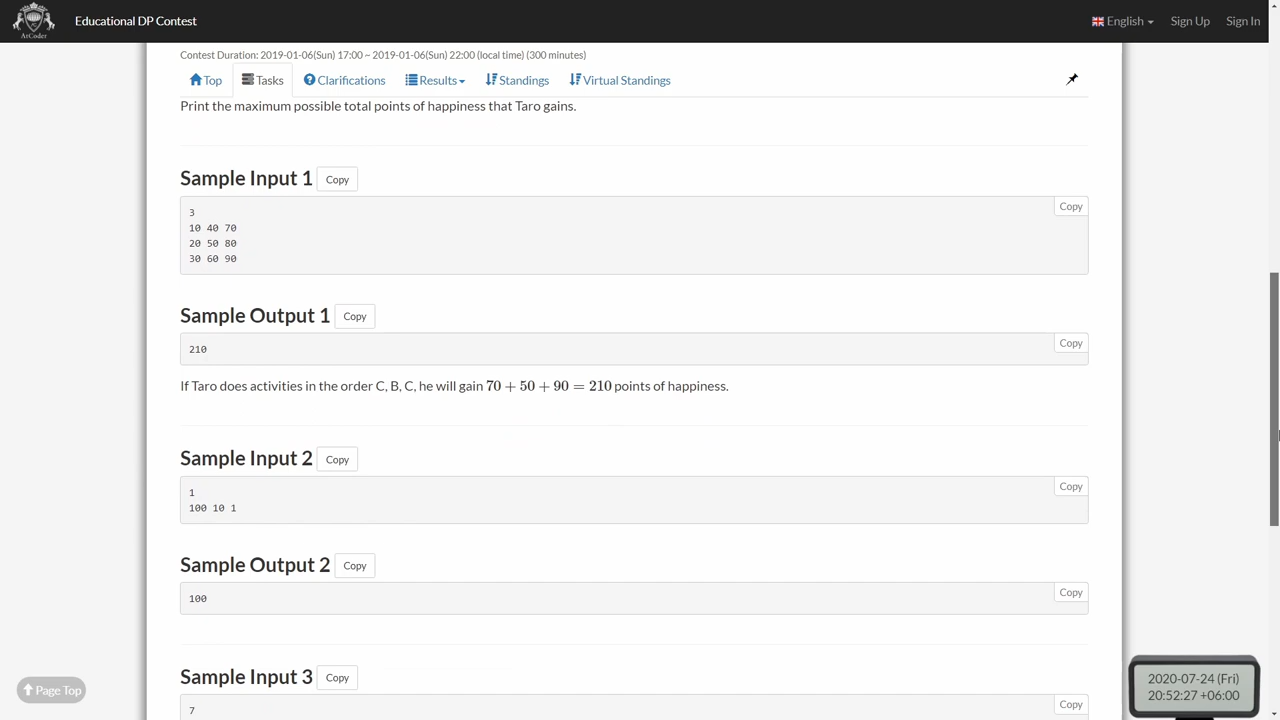 AtCoder
Educational DP Contest
English
Sign Up
Sign In
Contest Duration: 2019-01-06(Sun) 17:00 ~ 2019-01-06(Sun) 22:00 (local time) (300 minutes)
Top
Tasks
Clarifications
Results
Standings
Virtual Standings
Print the maximum possible total points of happiness that Taro gains.
Sample Input 1
Copy
Copy
3
10 40 70
20 50 80
30 60 90
Sample Output 1
Copy
Copy
210
If Taro does activities in the order C, B, C, he will gain 70 + 50 + 90 = 210 points of happiness.
Sample Input 2
Copy
Copy
1
100 10 1
Sample Output 2
Copy
Copy
100
Sample Input 3
Copy
Copy
7
Page Top
2020-07-24 (Fri)
20:52:27 +06:00